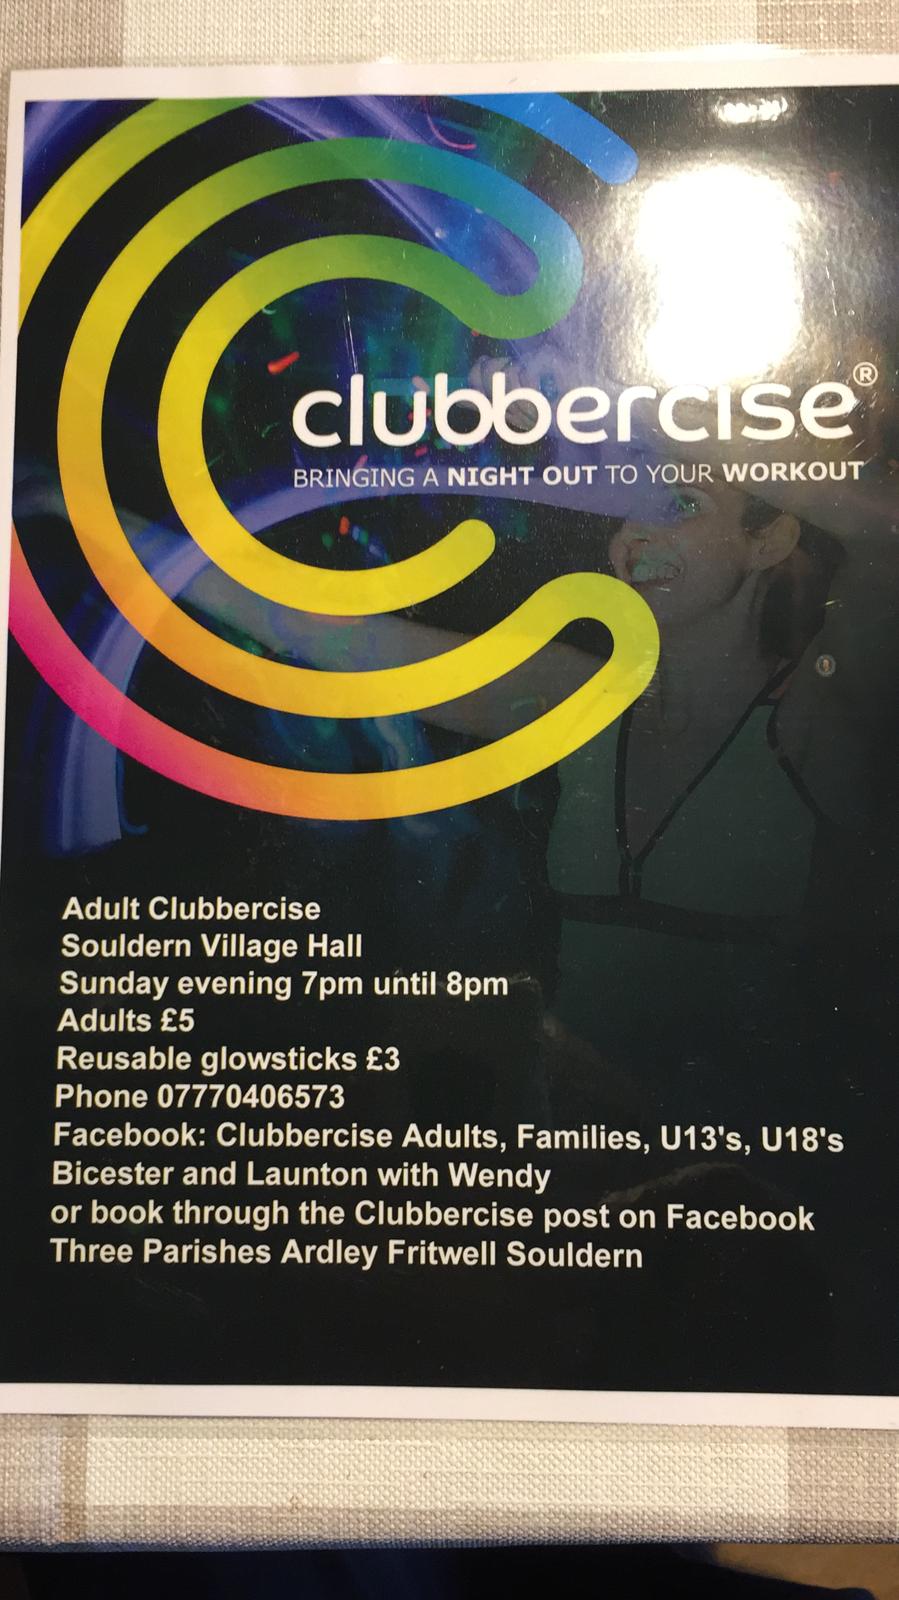 clubbercise®
BRINGING A NIGHT OUT TO YOUR WORKOUT
Adult Clubbercise
Souldern Village Hall
Sunday evening 7pm until 8pm
Adults £5
Reusable glowsticks £3
Phone 07770406573
Facebook: Clubbercise Adults, Families, U13's, U18's
Bicester and Launton with Wendy
or book through the Clubbercise post on Facebook
Three Parishes Ardley Fritwell Souldern